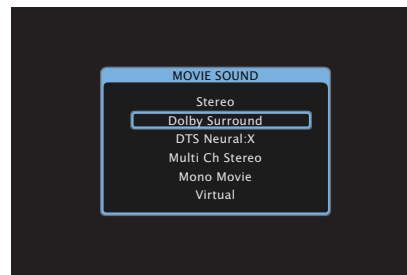 MOVIE SOUND
Stereo
Dolby Surround
DTS Neural:X
Multi Ch Stereo
Mono Movie
Virtual